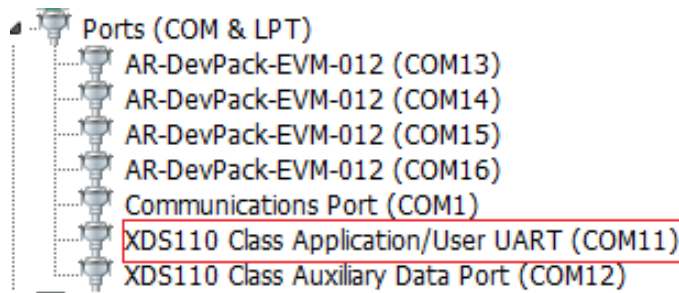 Ports (COM & LPT)
AR-DevPack-EVM-012 (COM13)
AR-DevPack-EVM-012 (COM14)
AR-DevPack-EVM-012 (COM15)
AR-DevPack-EVM-012 (COM16)
Communications Port (COM1)
XDS110 Class Application/User UART (COM11)
XDS110 Class Auxiliary Data Port (COM12)